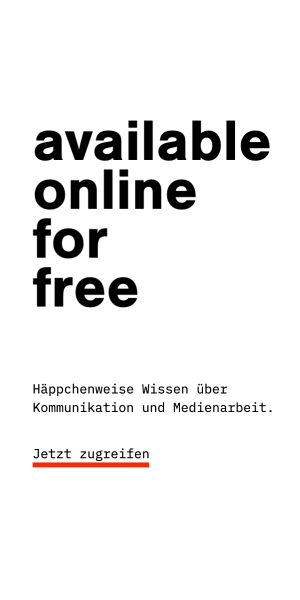 available
online
for
free
Häppchenweise Wissen über
Kommunikation und Medienarbeit.
Jetzt zugreifen